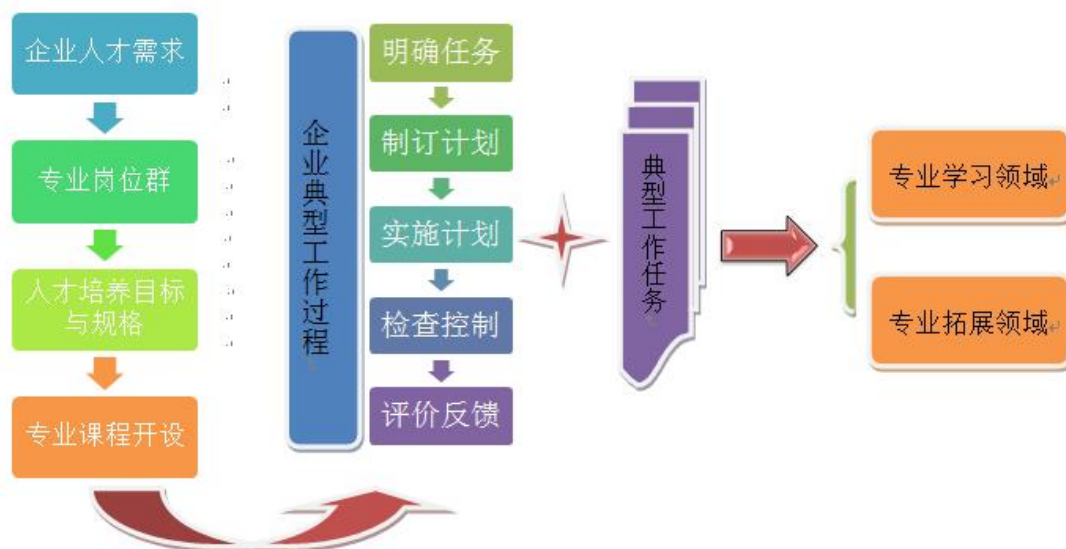 企业人才需求
专业岗位群
人才培养目标
与规格
专业课程开设
企业典型工作过程
明确任务
制订计划
实施计划
检查控制
评价反馈
典型工作任务
专业学习领域
专业拓展领域